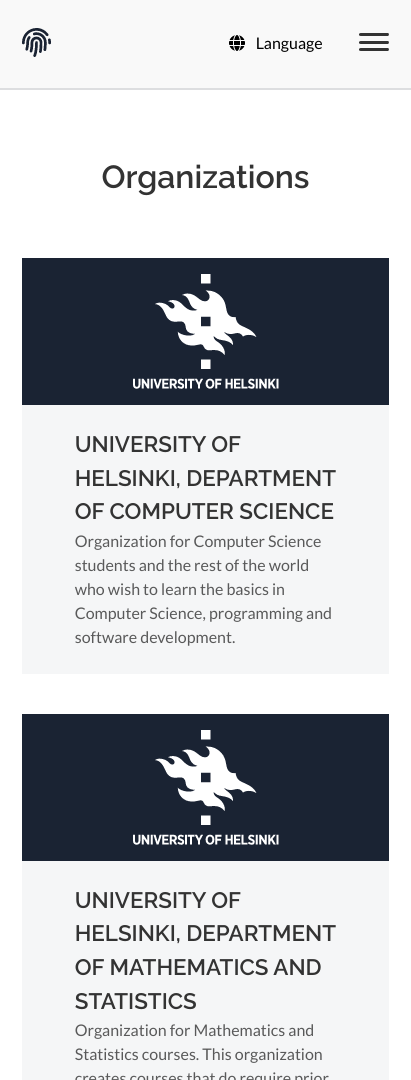 Language
Organizations
UNIVERSITY OF HELSINKI
UNIVERSITY OF
HELSINKI, DEPARTMENT
OF COMPUTER SCIENCE
Organization for Computer Science
students and the rest of the world
who wish to learn the basics in
Computer Science, programming and
software development.
UNIVERSITY OF HELSINKI
UNIVERSITY OF
HELSINKI, DEPARTMENT
OF MATHEMATICS AND
STATISTICS
Organization for Mathematics and
Statistics courses. This organization
creates courses that do require prior